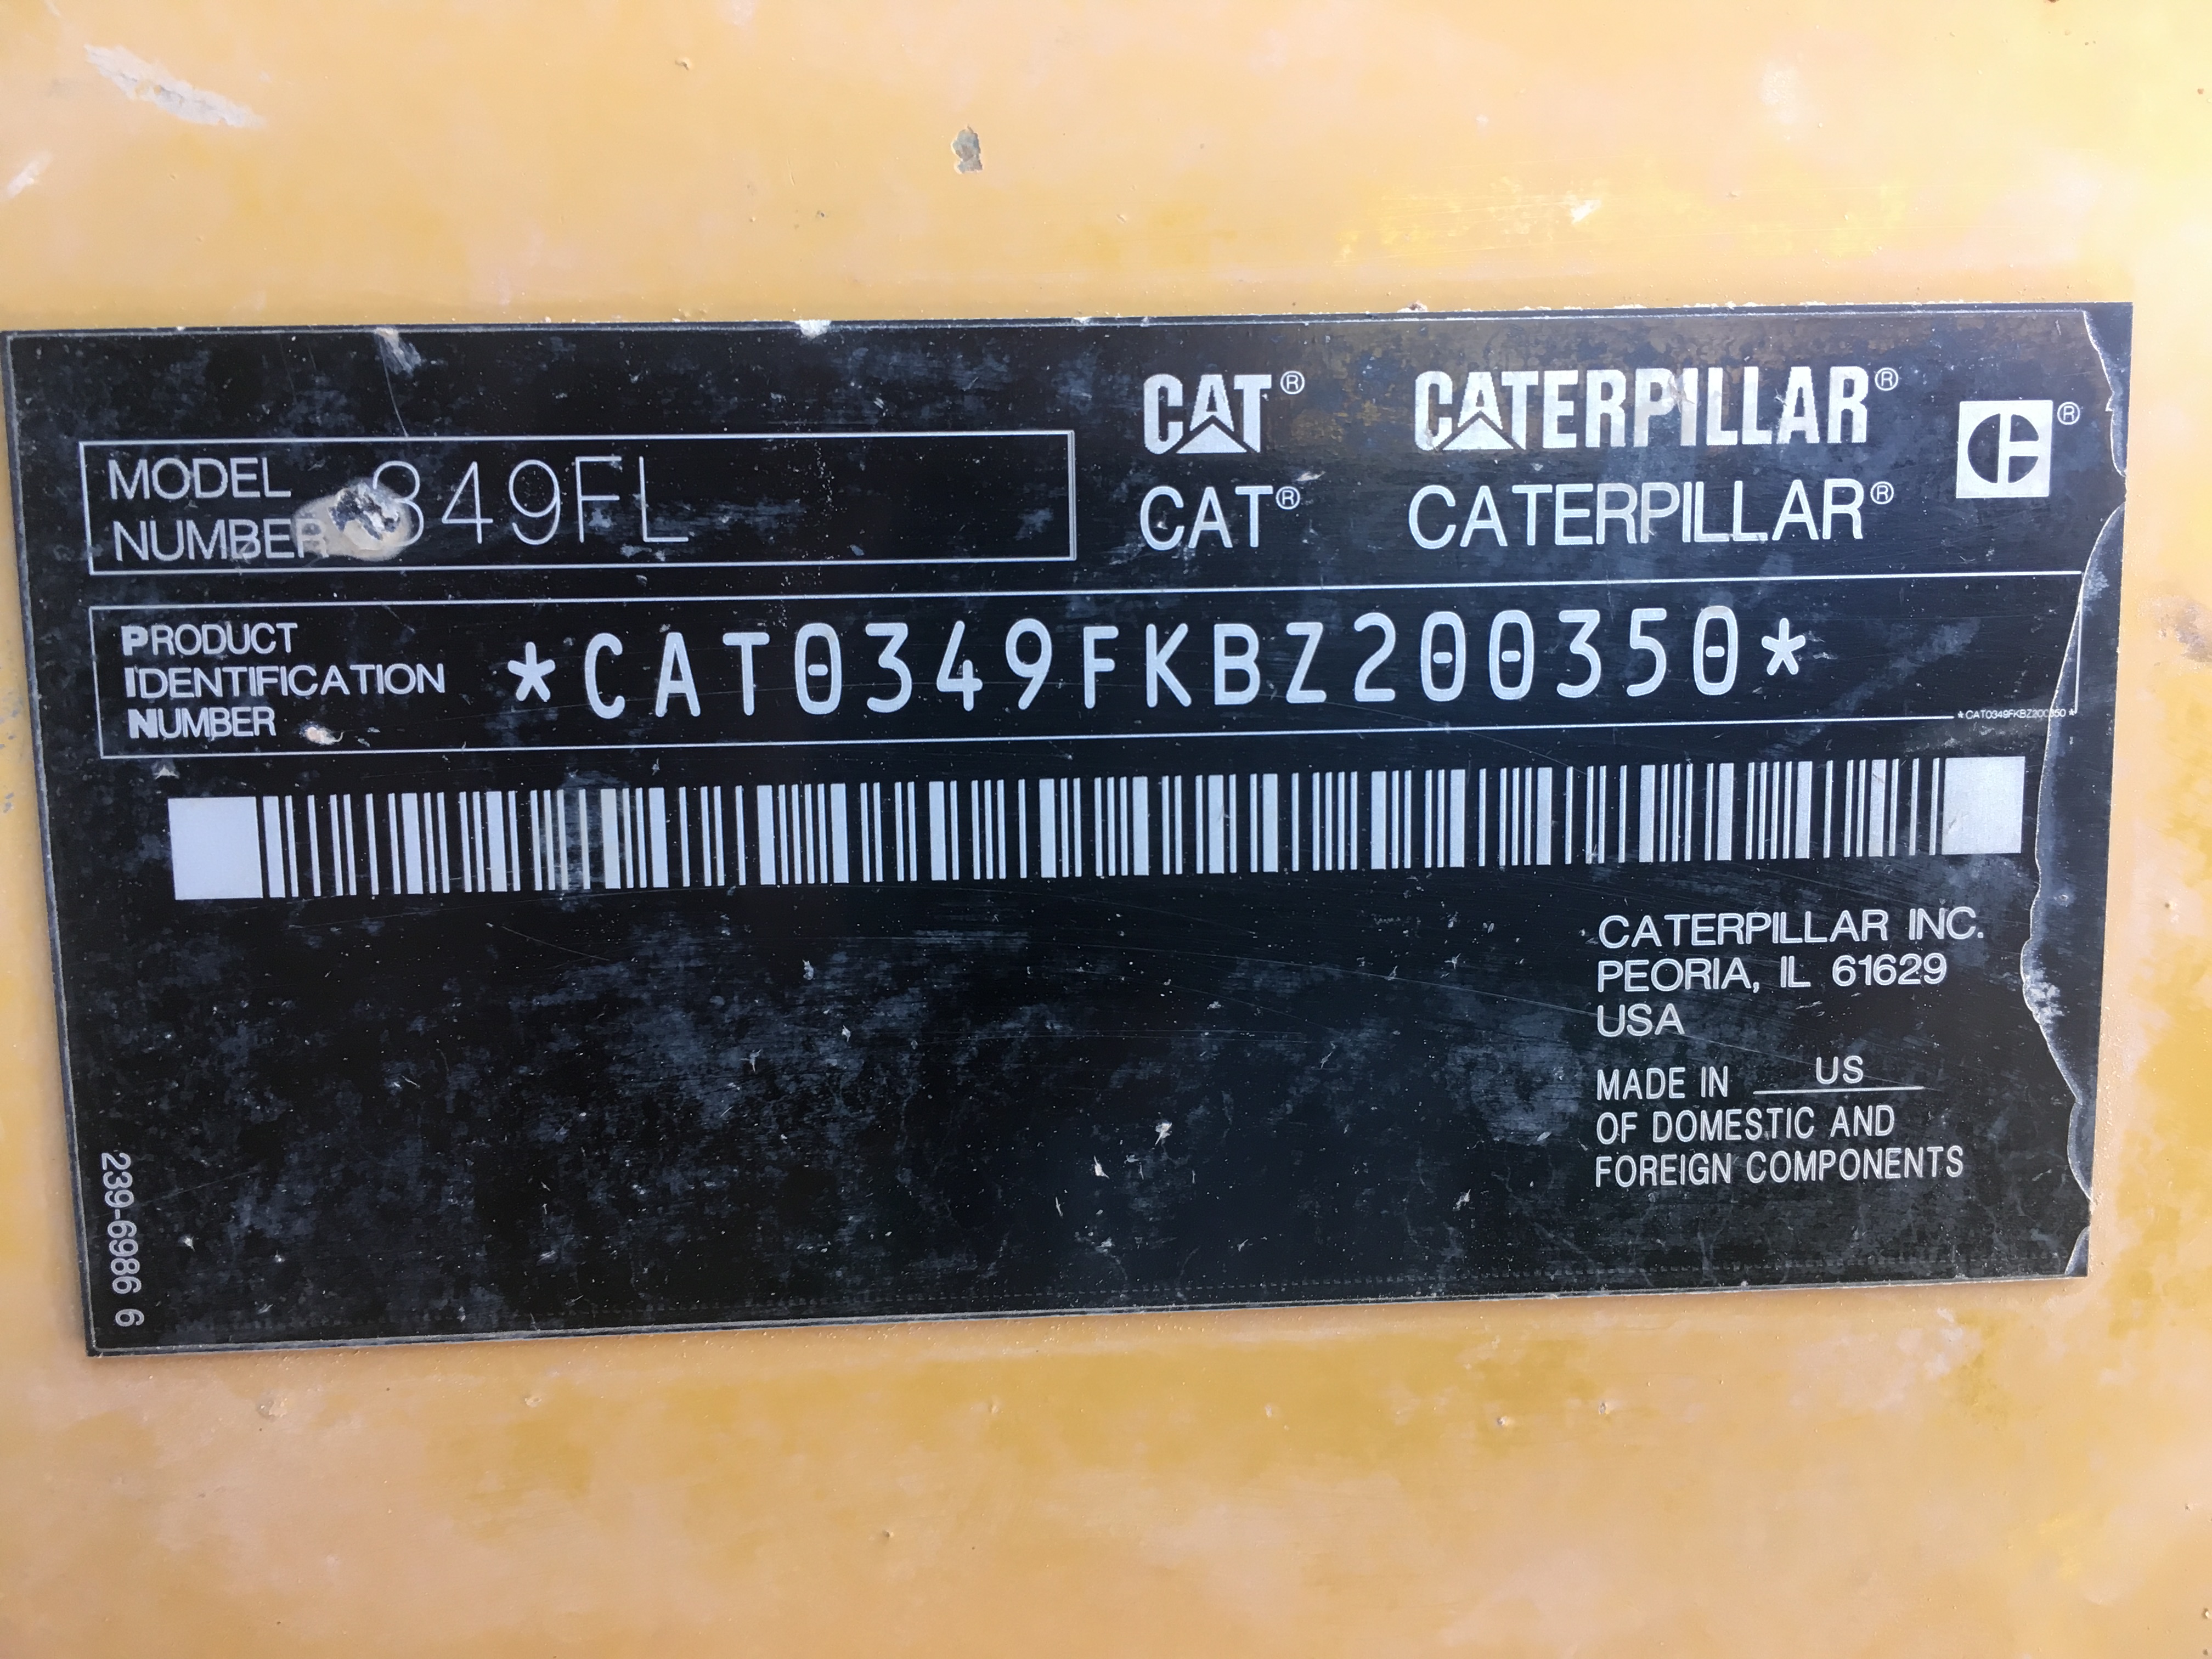 CAT® CATERPILLAR®
MODEL
NUMBER 349FL
CAT® CATERPILLAR®
PRODUCT
IDENTIFICATION
NUMBER
*CAT0349FKBZ200350*
*CAT0349FKBZ200350*
CATERPILLAR INC.
PEORIA, IL 61629
USA
MADE IN US
OF DOMESTIC AND
FOREIGN COMPONENTS
239-6986 6